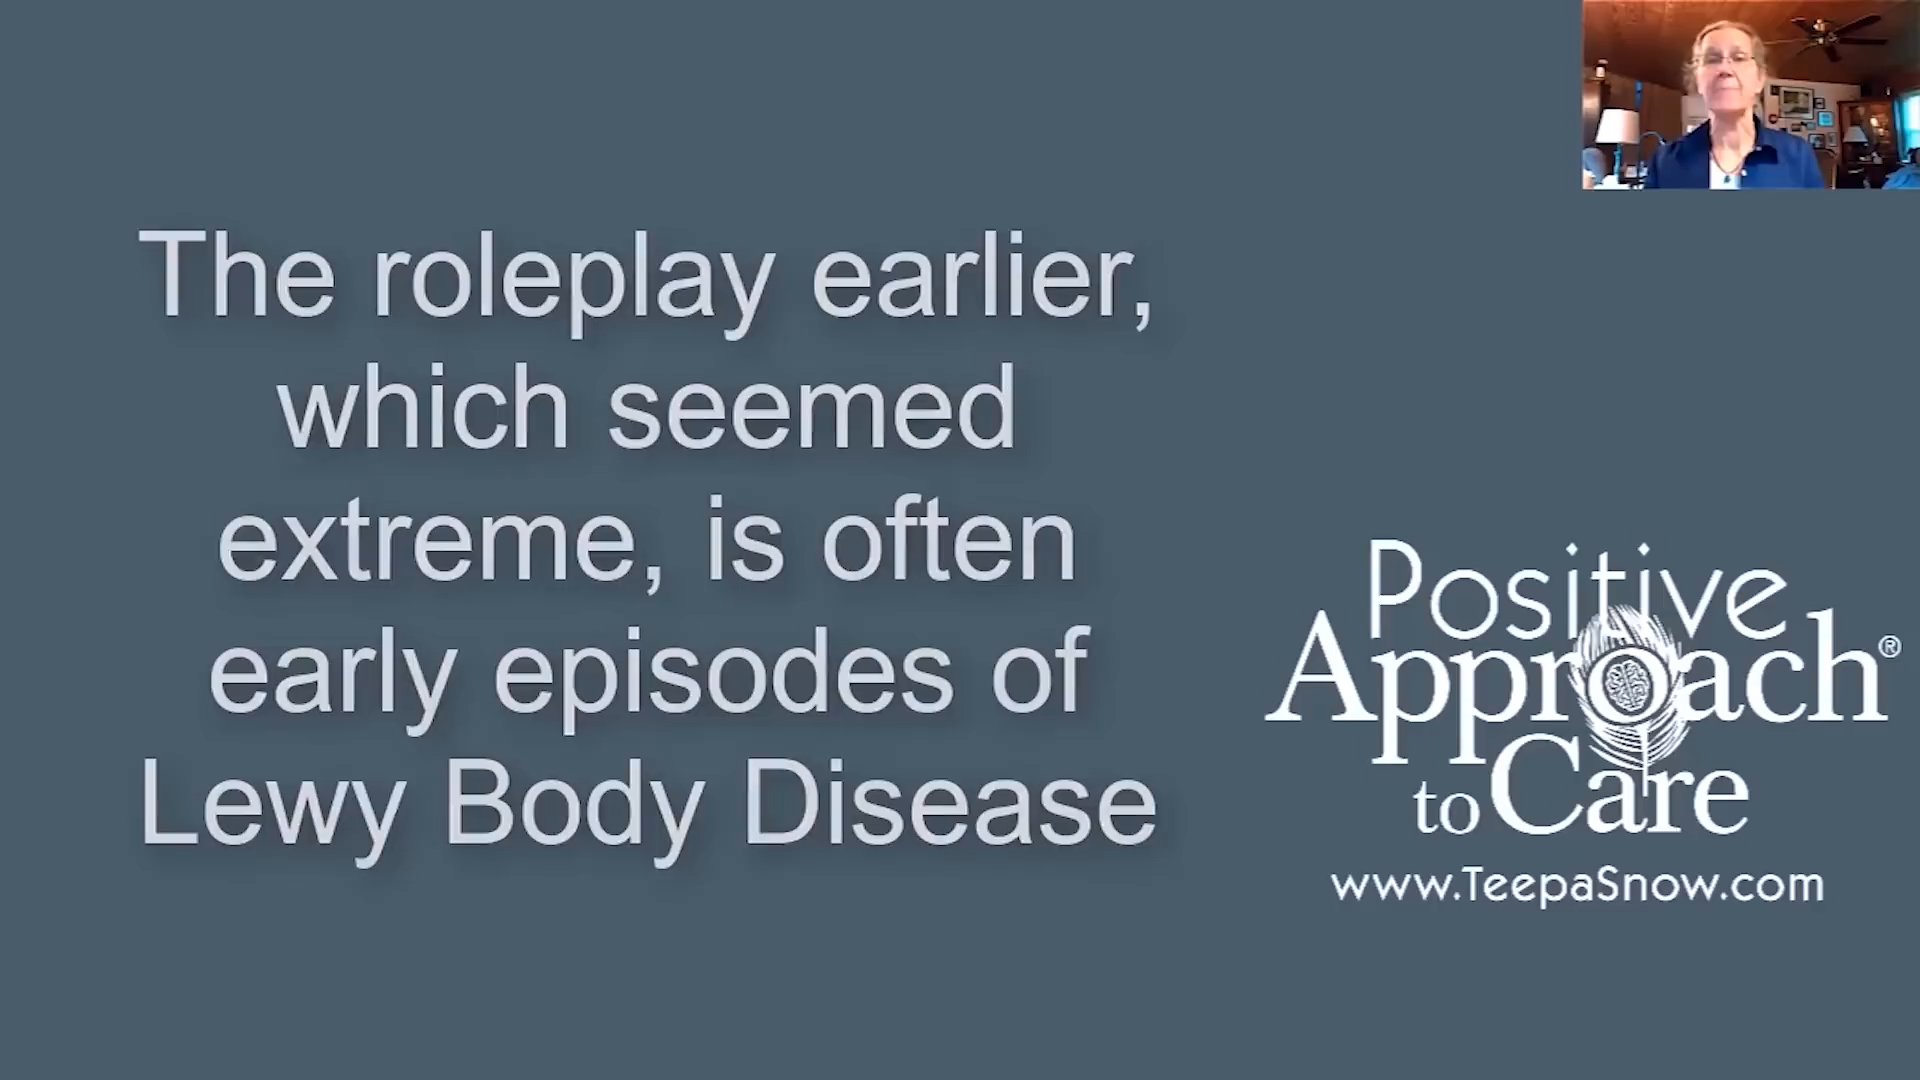 The roleplay earlier,
which seemed
extreme, is often
early episodes of
Lewy Body Disease
Positive
Approach®
to Care
www.TeepaSnow.com